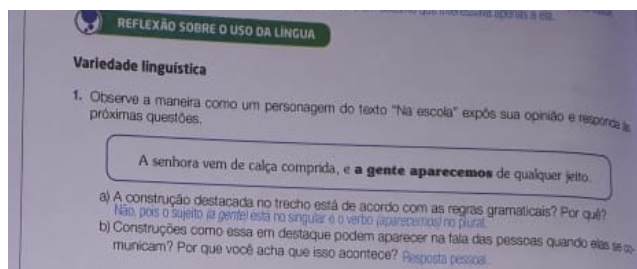 REFLEXÃO SOBRE O USO DA LÍNGUA
Variedade linguística
1. Observe a maneira como um personagem do texto "Na escola" expôs sua opinião e responda às
próximas questões.
A senhora vem de calça comprida, e a gente aparecemos de qualquer jeito.
a) A construção destacada no trecho está de acordo com as regras gramaticais? Por quê?
Não, pois o sujeito (a gente) está no singular e o verbo (aparecemos) no plural.
b) Construções como essa em destaque podem aparecer na fala das pessoas quando elas se co-
municam? Por que você acha que isso acontece? Resposta pessoal.